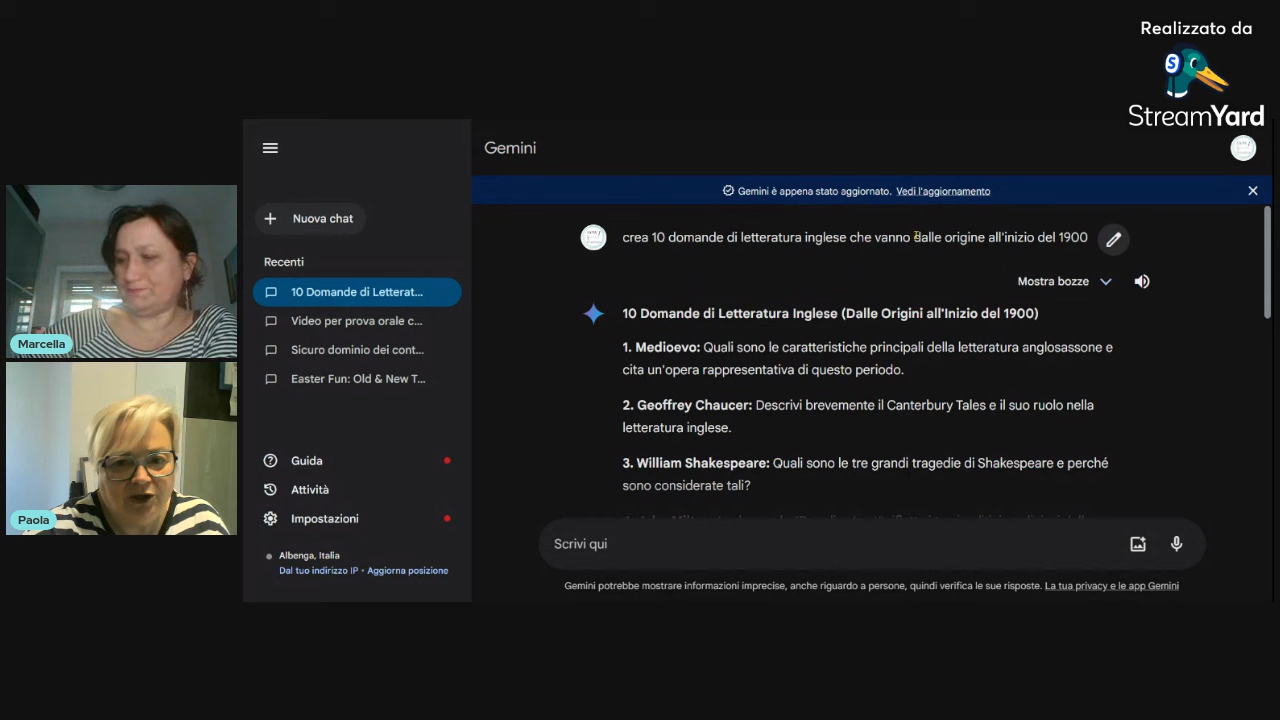 Realizzato da
StreamYard
Gemini
Gemini è appena stato aggiornato. Vedi l'aggiornamento
Nuova chat
Recenti
10 Domande di Letterat...
Video per prova orale c...
Sicuro dominio dei cont...
Easter Fun: Old & New T...
Guida
Attività
Impostazioni
Albenga, Italia
Dal tuo indirizzo IP • Aggiorna posizione
crea 10 domande di letteratura inglese che vanno dalle origine all'inizio del 1900
Mostra bozze
10 Domande di Letteratura Inglese (Dalle Origini all'Inizio del 1900)
1. Medioevo: Quali sono le caratteristiche principali della letteratura anglosassone e
cita un'opera rappresentativa di questo periodo.
2. Geoffrey Chaucer: Descrivi brevemente il Canterbury Tales e il suo ruolo nella
letteratura inglese.
3. William Shakespeare: Quali sono le tre grandi tragedie di Shakespeare e perché
sono considerate tali?
Scrivi qui
Gemini potrebbe mostrare informazioni imprecise, anche riguardo a persone, quindi verifica le sue risposte. La tua privacy e le app Gemini
Marcella
Paola